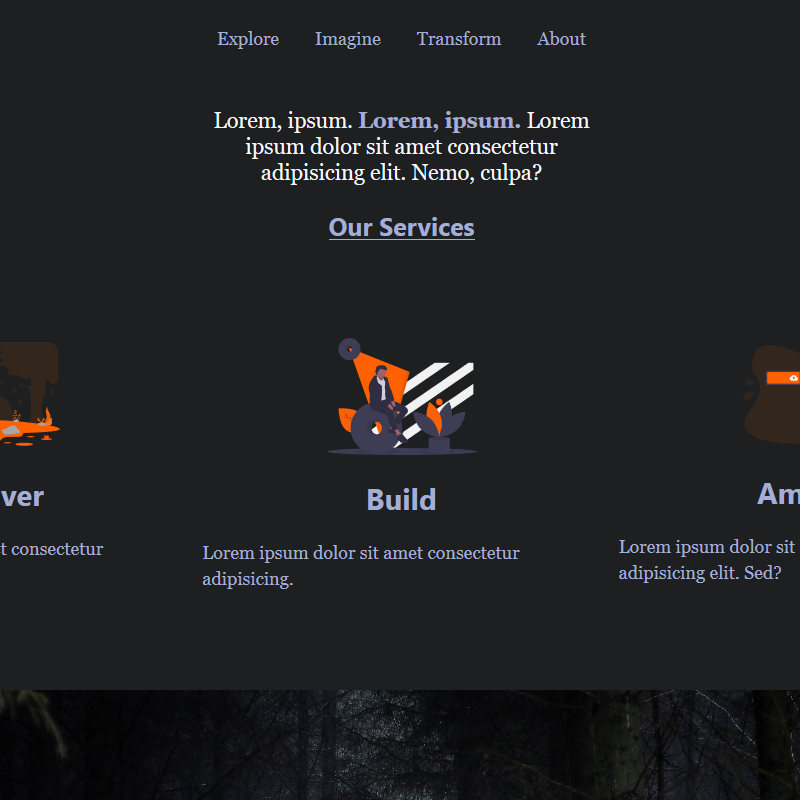 Explore Imagine Transform About
Lorem, ipsum. Lorem, ipsum. Lorem
ipsum dolor sit amet consectetur
adipisicing elit. Nemo, culpa?
Our Services
ver
t consectetur
Build
Lorem ipsum dolor sit amet consectetur
adipisicing.
Am
Lorem ipsum dolor sit
adipisicing elit. Sed?